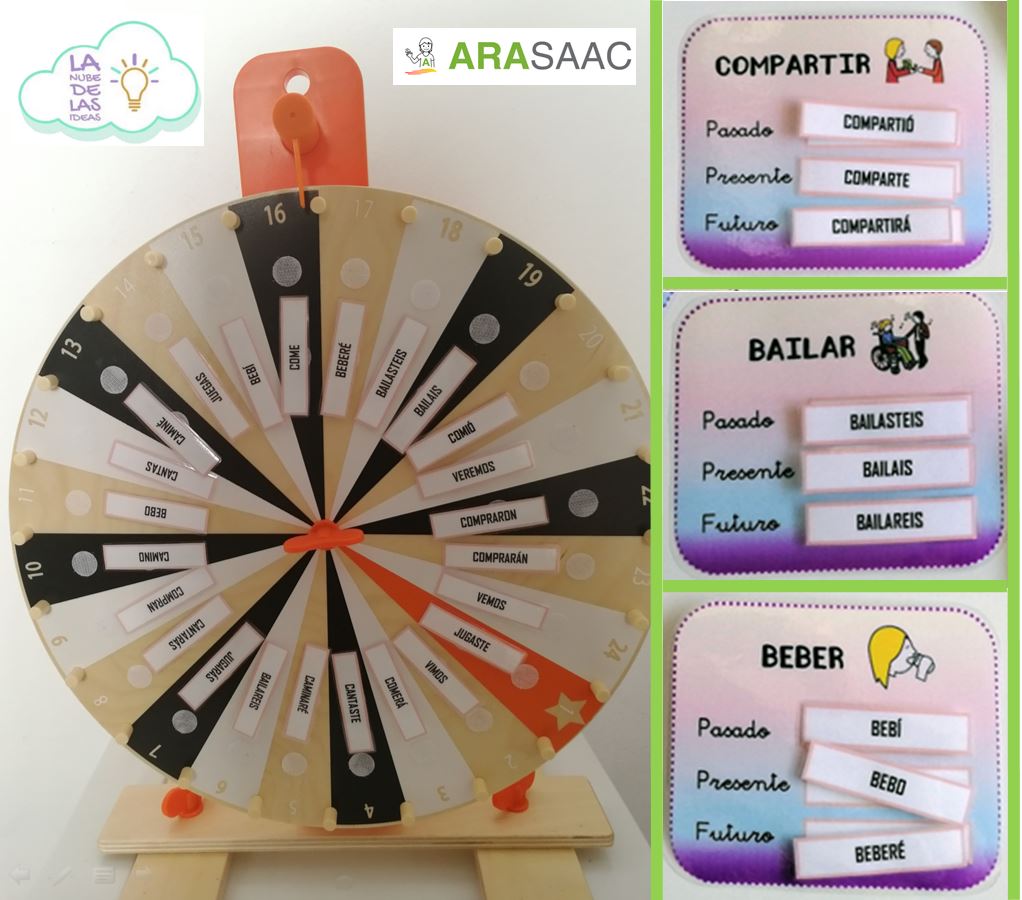 LA
NUBE
DE
LAS
IDEAS
ARASAAC
16
17
18
19
20
21
22
23
24
1
2
3
4
5
6
7
8
9
10
11
12
13
14
15
COME
BEBERÉ
BAILASTEIS
BAILAIS
COMIÓ
VEREMOS
COMPRARON
COMPRARÁN
VEMOS
JUGASTE
VIMOS
COMERÁ
CANTASTE
CAMINARÉ
BAILAREIS
JUGARÁS
CANTARÁS
COMPRAN
CAMINO
BEBO
CANTAS
CAMINÉ
JUEGAS
BEBÍ
COMPARTIR
Pasado COMPARTIÓ
Presente COMPARTE
Futuro COMPARTIRÁ
BAILAR
Pasado BAILASTEIS
Presente BAILAIS
Futuro BAILAREIS
BEBER
Pasado BEBÍ
Presente BEBO
Futuro BEBERÉ